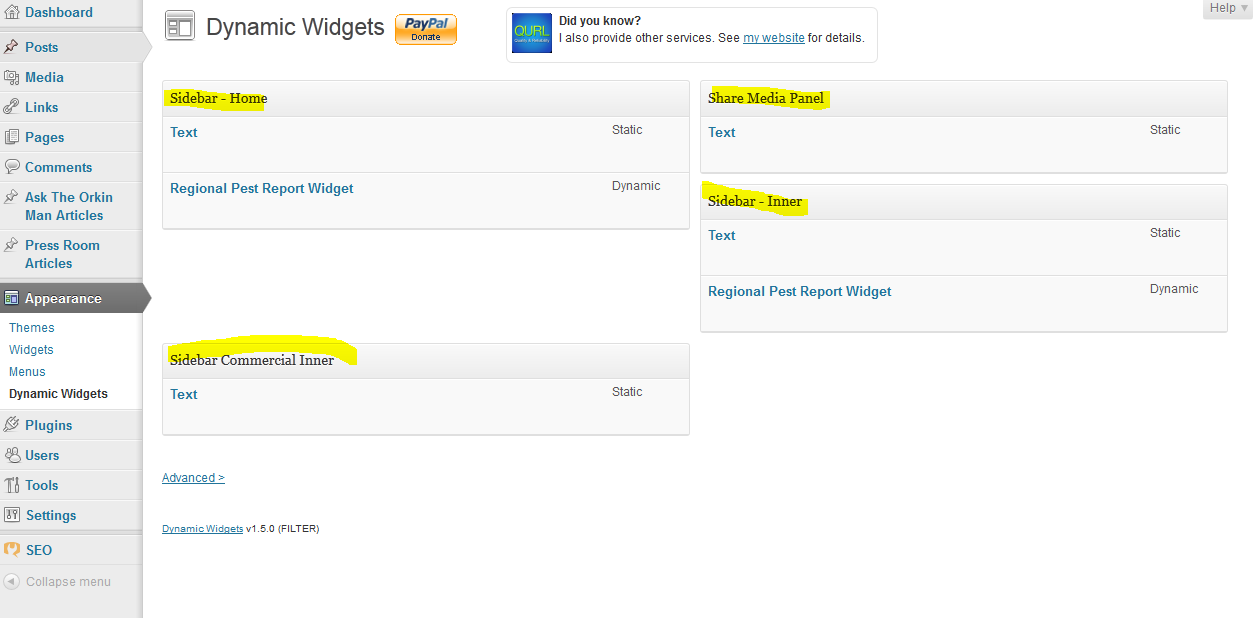 Dashboard
Posts
Media
Links
Pages
Comments
Ask The Orkin
Man Articles
Press Room
Articles
Appearance
Themes
Widgets
Menus
Dynamic Widgets
Plugins
Users
Tools
Settings
SEO
Collapse menu
Help
Dynamic Widgets
PayPal
Donate
QURL
Quality & Reliability
Did you know?
I also provide other services. See my website for details.
Sidebar - Home
Text Static
Regional Pest Report Widget Dynamic
Share Media Panel
Text Static
Sidebar - Inner
Text Static
Regional Pest Report Widget Dynamic
Sidebar Commercial Inner
Text Static
Advanced >
Dynamic Widgets v1.5.0 (FILTER)